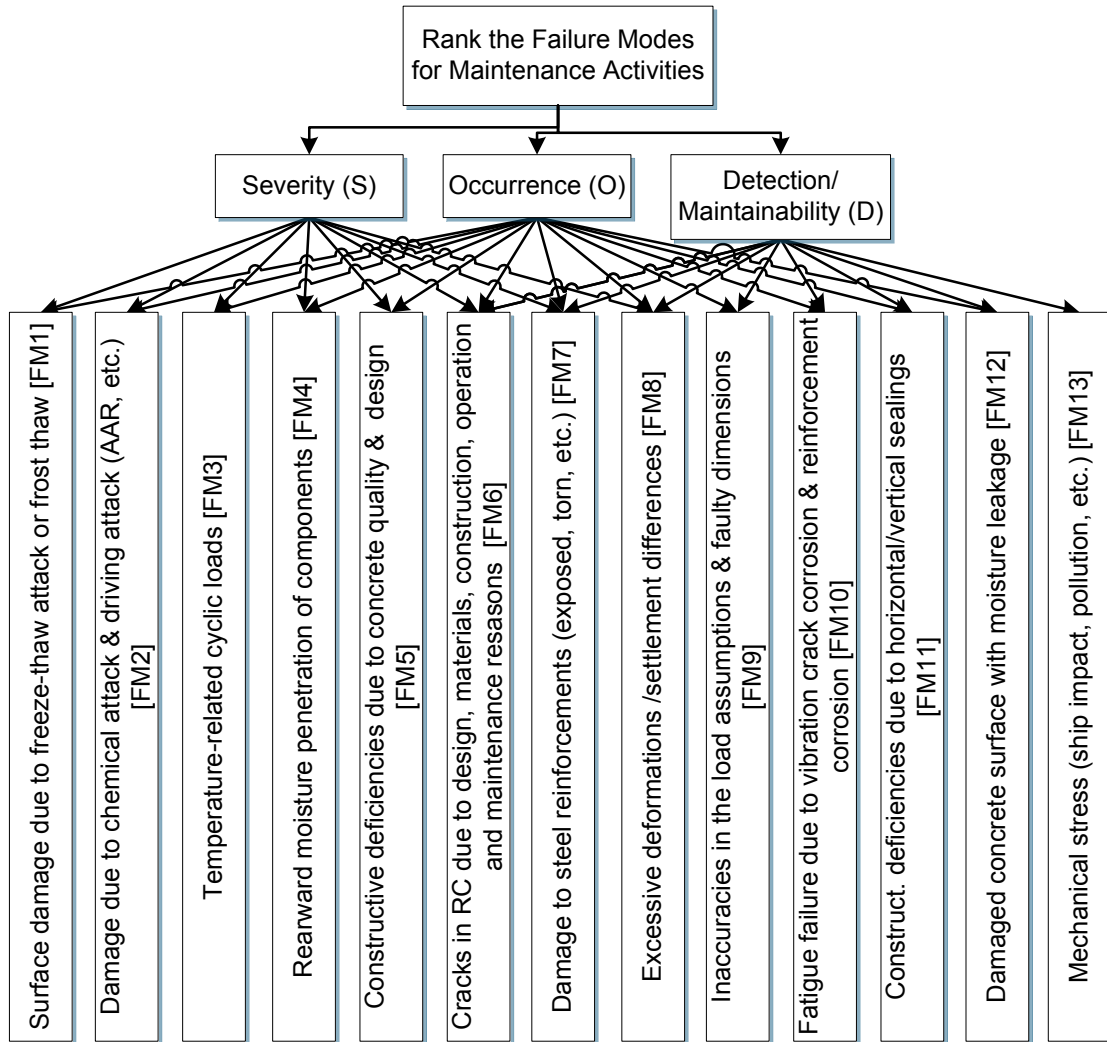 Rank the Failure Modes
for Maintenance Activities
Severity (S)
Occurrence (O)
Detection/
Maintainability (D)
Surface damage due to freeze-thaw attack or frost thaw [FM1]
Damage due to chemical attack & driving attack (AAR, etc.)
[FM2]
Temperature-related cyclic loads [FM3]
Rearward moisture penetration of components [FM4]
Constructive deficiencies due to concrete quality & design
[FM5]
Cracks in RC due to design, materials, construction, operation
and maintenance resasons [FM6]
Damage to steel reinforcements (exposed, torn, etc.) [FM7]
Excessive deformations /settlement differences [FM8]
Inaccuracies in the load assumptions & faulty dimensions
[FM9]
Fatigue failure due to vibration crack corrosion & reinforcement
corrosion [FM10]
Construct. deficiencies due to horizontal/vertical sealings
[FM11]
Damaged concrete surface with moisture leakage [FM12]
Mechanical stress (ship impact, pollution, etc.) [FM13]